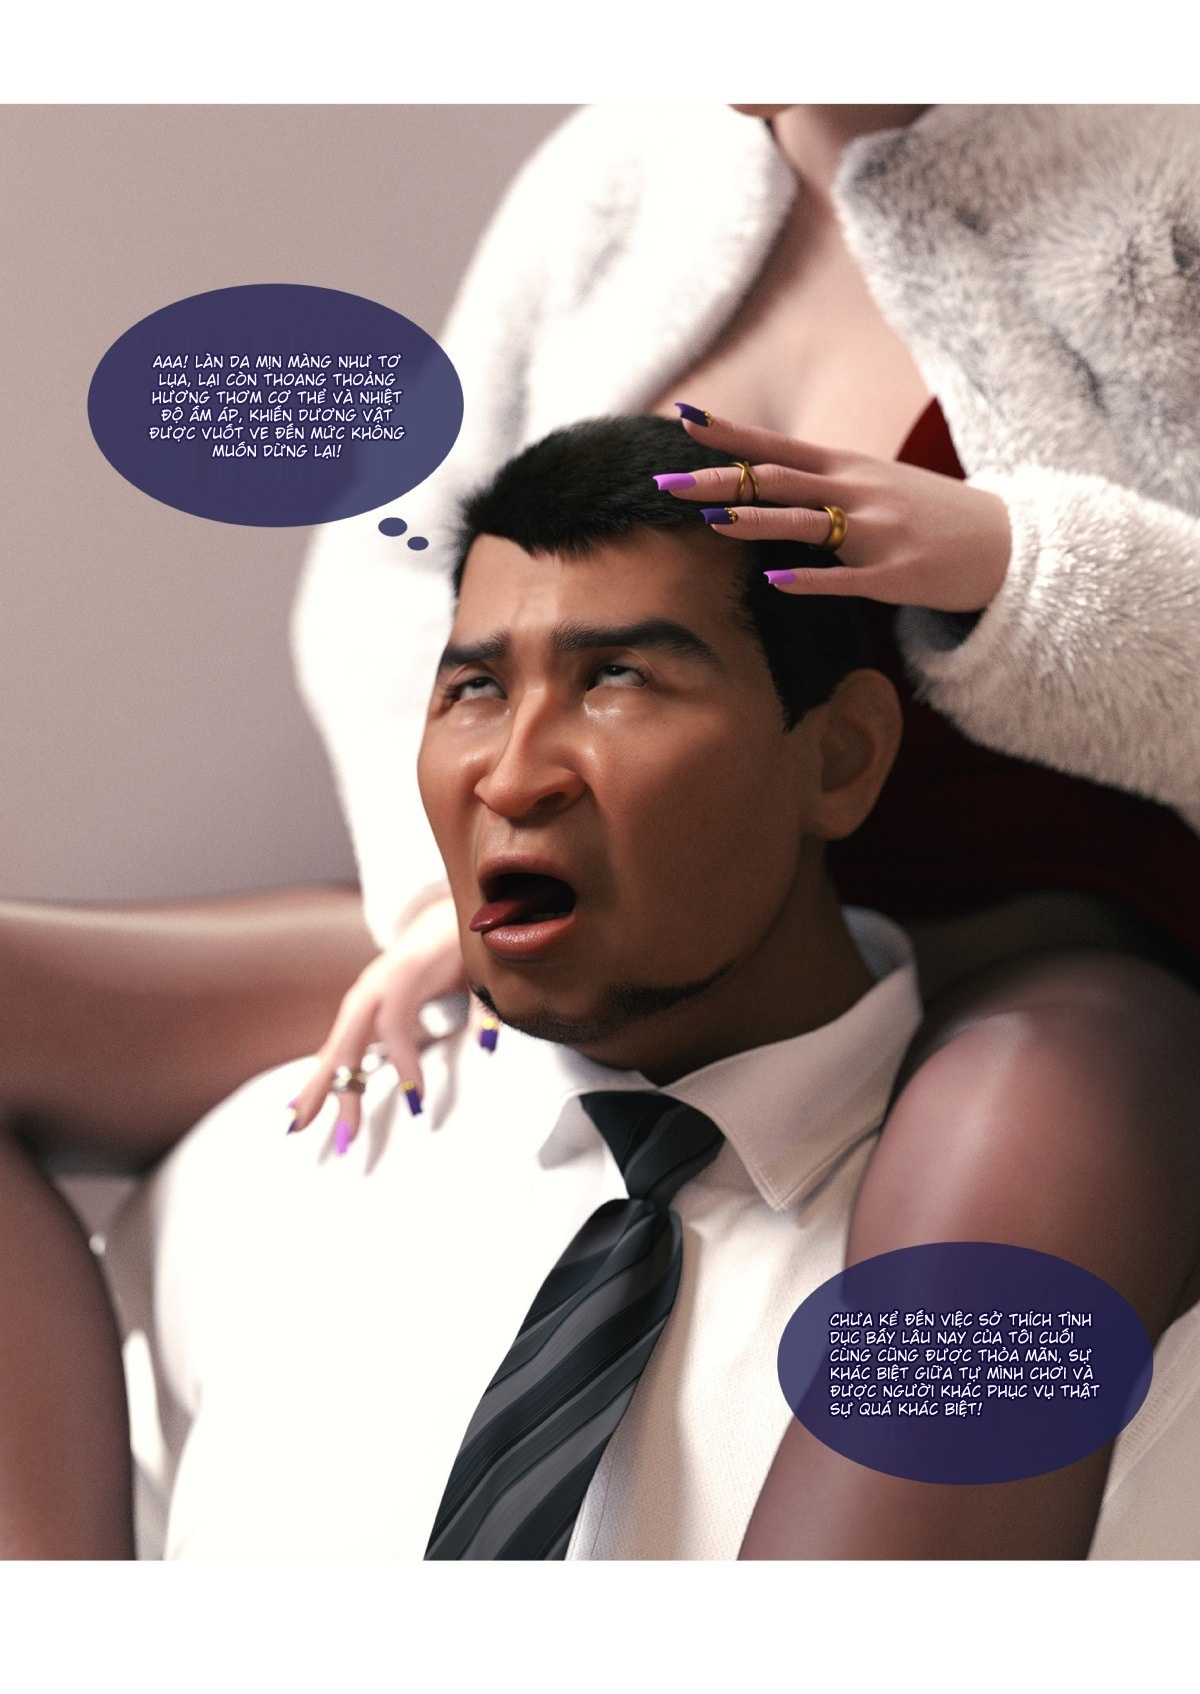 AAA! LÀN DA MỊN MÀNG NHƯ TƠ
LỤA, LẠI CÒN THOANG THOẢNG
HƯƠNG THƠM CƠ THỂ VÀ NHIỆT
ĐỘ ẤM ÁP, KHIẾN DƯƠNG VẬT
ĐƯỢC VUỐT VE ĐẾN MỨC KHÔNG
MUỐN DỪNG LẠI!
CHƯA KỂ ĐẾN VIỆC SỞ THÍCH TÌNH
DỤC BẤY LÂU NAY CỦA TÔI CUỐI
CÙNG CŨNG ĐƯỢC THỎA MÃN, SỰ
KHÁC BIỆT GIỮA TỰ MÌNH CHƠI VÀ
ĐƯỢC NGƯỜI KHÁC PHỤC VỤ THẬT
SỰ QUÁ KHÁC BIỆT!